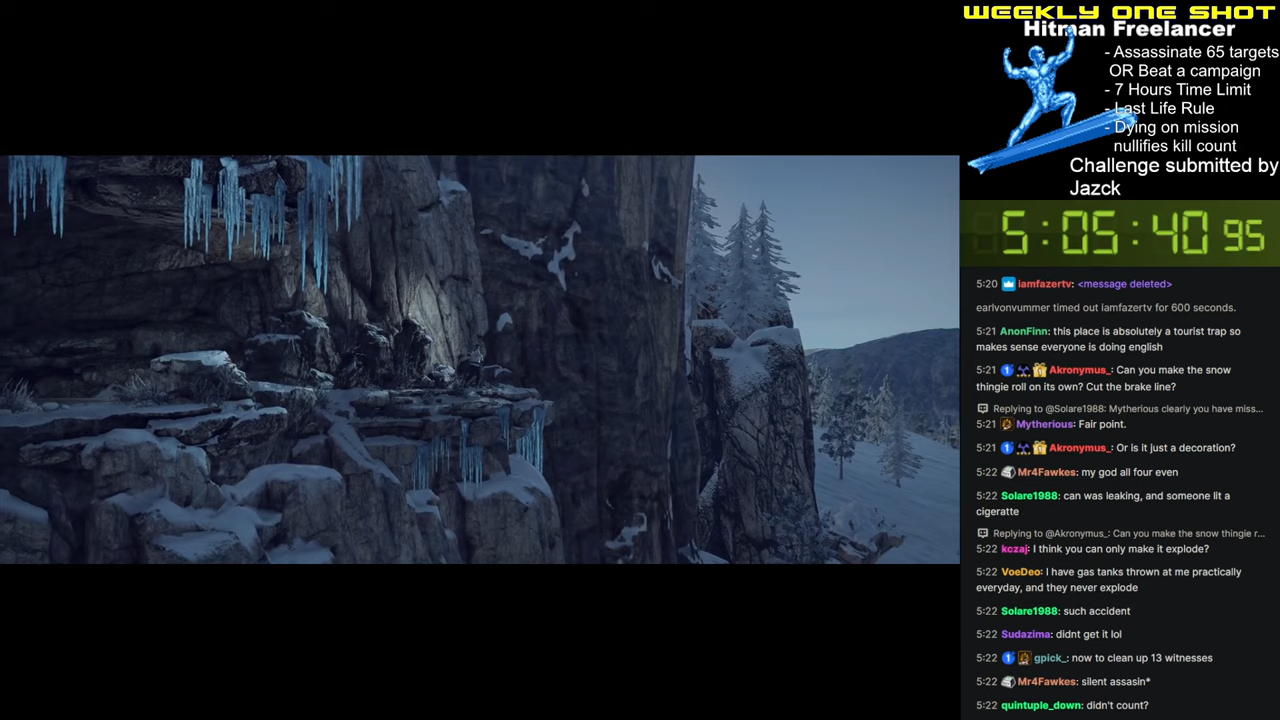 WEEKLY ONE SHOT
Hitman Freelancer
- Assassinate 65 targets
OR Beat a campaign
- 7 Hours Time Limit
- Last Life Rule
- Dying on mission
nullifies kill count
Challenge submitted by
Jazck
5:05:40 95
5:20 iamfazertv: <message deleted>
earlvonvummer timed out iamfazertv for 600 seconds.
5:21 AnonFinn: this place is absolutely a tourist trap so
makes sense everyone is doing english
5:21 Akronymus_: Can you make the snow
thingie roll on its own? Cut the brake line?
Replying to @Solare1988: Mytherious clearly you have miss...
5:21 Mytherious: Fair point.
5:21 Akronymus_: Or is it just a decoration?
5:22 Mr4Fawkes: my god all four even
5:22 Solare1988: can was leaking, and someone lit a
cigeratte
Replying to @Akronymus_: Can you make the snow thingie r...
5:22 kczaj: I think you can only make it explode?
5:22 VoeDeo: I have gas tanks thrown at me practically
everyday, and they never explode
5:22 Solare1988: such accident
5:22 Sudazima: didnt get it lol
5:22 gpick_: now to clean up 13 witnesses
5:22 Mr4Fawkes: silent assasin*
5:22 quintuple_down: didn't count?